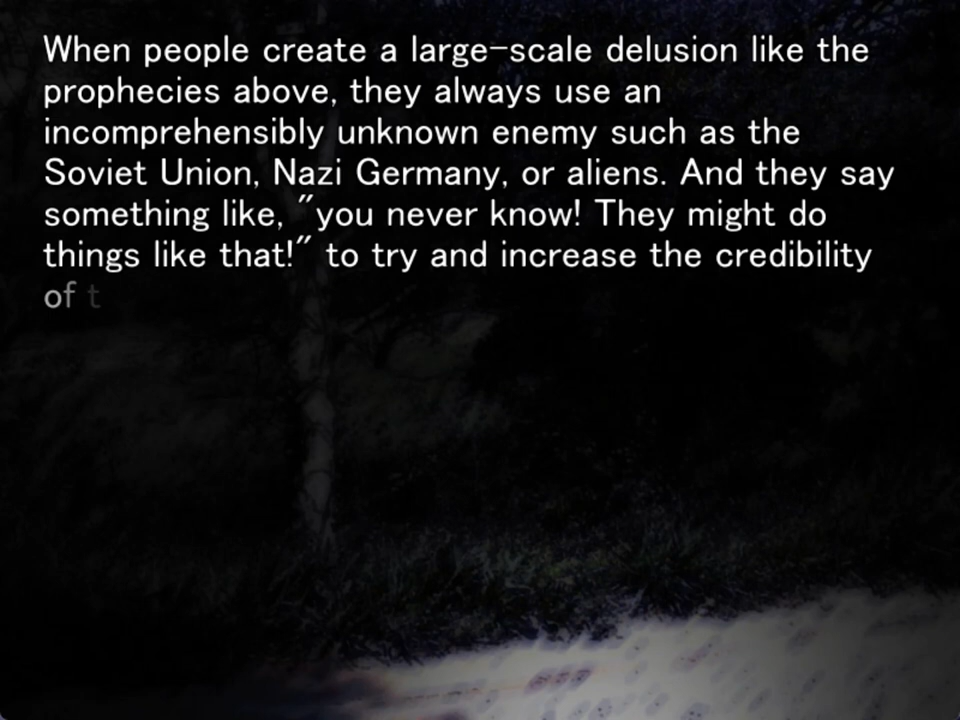 When people create a large-scale delusion like the
prophecies above, they always use an
incomprehensibly unknown enemy such as the
Soviet Union, Nazi Germany, or aliens. And they say
something like, "you never know! They might do
things like that!" to try and increase the credibility
of t